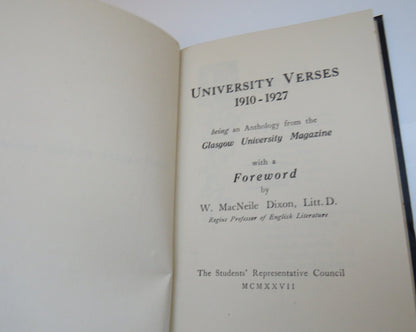 UNIVERSITY VERSES
1910-1927
being an Anthology from the
Glasgow University Magazine
with a
Foreword
by
W. MacNeile Dixon, Litt.D.
Regius Professor of English Literature
The Students' Representative Council
MCMXXVII